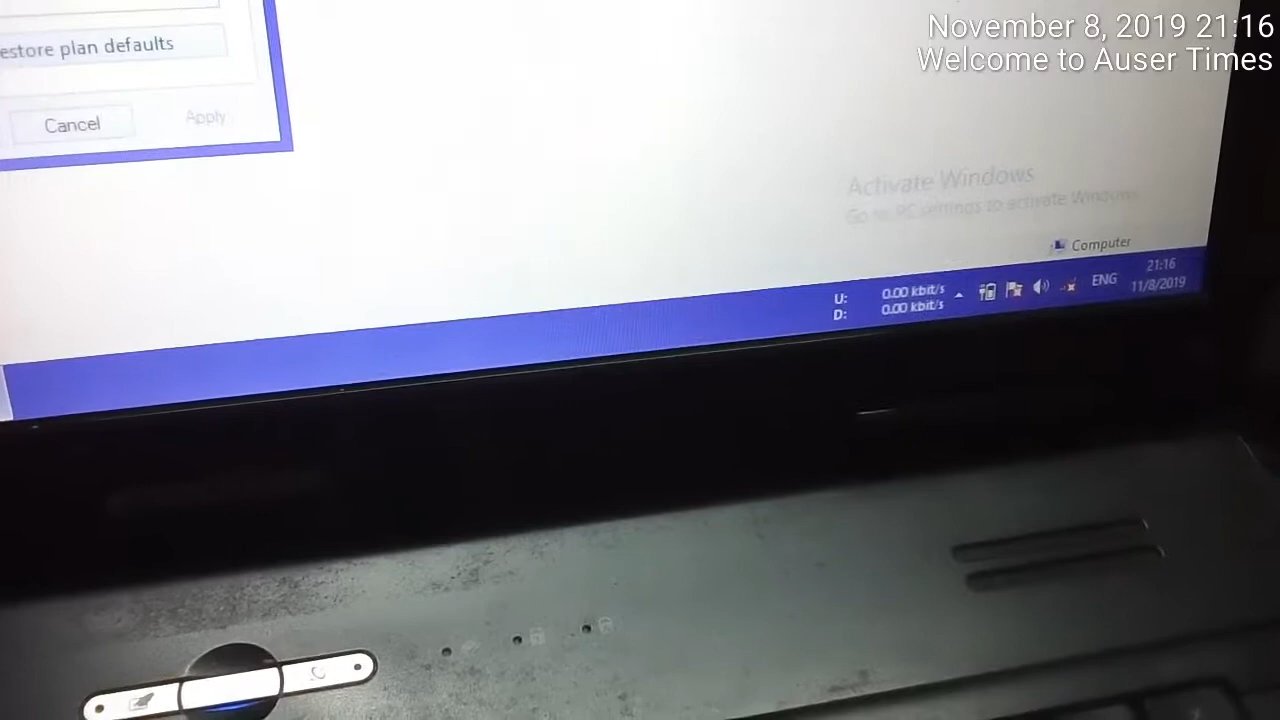 November 8, 2019 21:16
Welcome to Auser Times
estore plan defaults
Cancel
Apply
Activate Windows
Go to PC settings to activate Windows.
Computer
U: 0.00 kbit/s
D: 0.00 kbit/s
ENG
21:16
11/8/2019